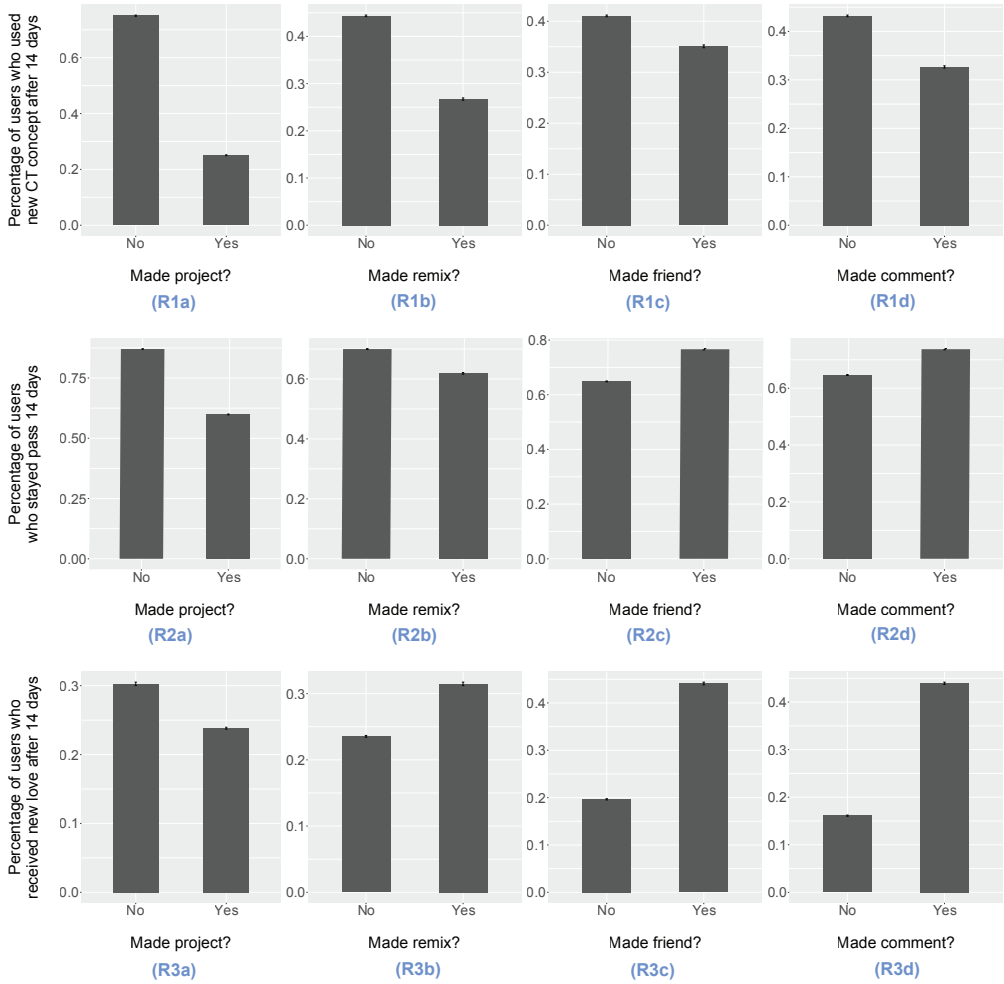 Percentage of users who used
new CT concept after 14 days
0.6
0.4
0.2
0.0
No Yes
Made project?
(R1a)
0.4
0.3
0.2
0.1
0.0
No Yes
Made remix?
(R1b)
0.4
0.3
0.2
0.1
0.0
No Yes
Made friend?
(R1c)
0.4
0.3
0.2
0.1
0.0
No Yes
Made comment?
(R1d)
Percentage of users
who stayed pass 14 days
0.75
0.50
0.25
0.00
No Yes
Made project?
(R2a)
0.6
0.4
0.2
0.0
No Yes
Made remix?
(R2b)
0.8
0.6
0.4
0.2
0.0
No Yes
Made friend?
(R2c)
0.6
0.4
0.2
0.0
No Yes
Made comment?
(R2d)
Percentage of users who
received new love after 14 days
0.3
0.2
0.1
0.0
No Yes
Made project?
(R3a)
0.3
0.2
0.1
0.0
No Yes
Made remix?
(R3b)
0.4
0.3
0.2
0.1
0.0
No Yes
Made friend?
(R3c)
0.4
0.3
0.2
0.1
0.0
No Yes
Made comment?
(R3d)